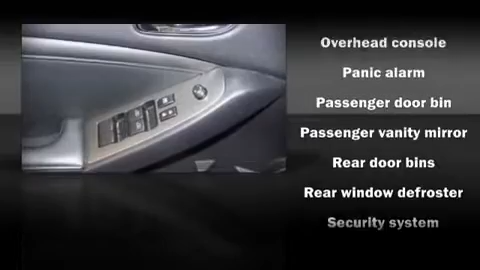 Overhead console
Panic alarm
Passenger door bin
Passenger vanity mirror
Rear door bins
Rear window defroster
Security system